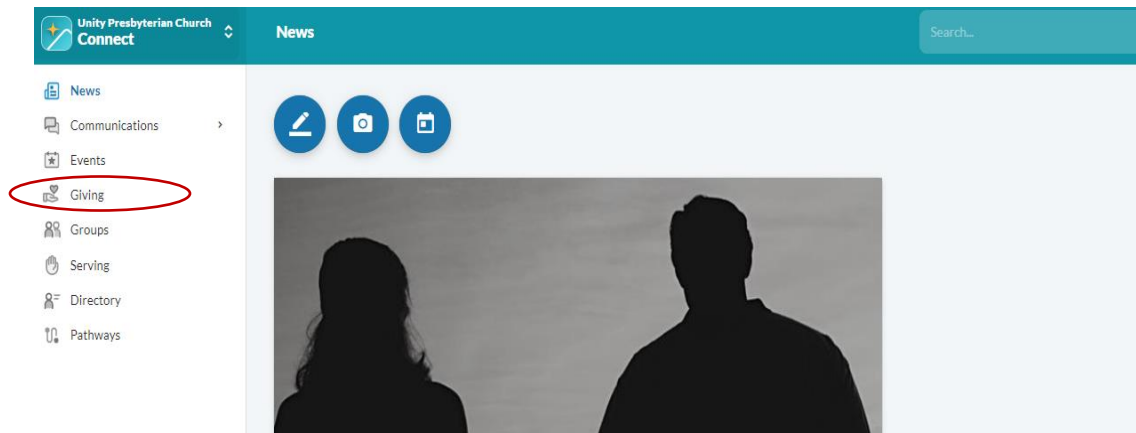 Unity Presbyterian Church
Connect
News
Search...
News
Communications
Events
Giving
Groups
Serving
Directory
Pathways